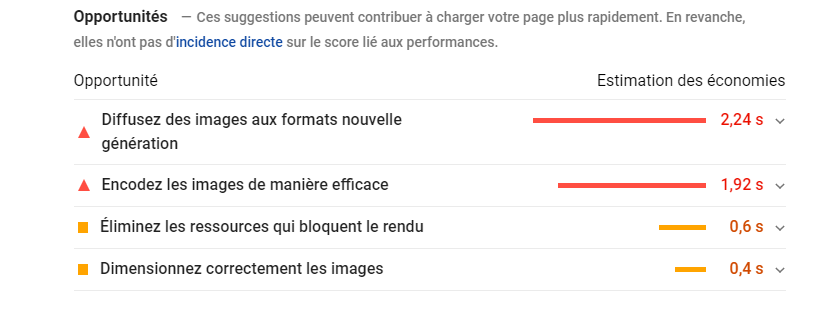 Opportunités — Ces suggestions peuvent contribuer à charger votre page plus rapidement. En revanche,
elles n'ont pas d'incidence directe sur le score lié aux performances.
Opportunité Estimation des économies
Diffusez des images aux formats nouvelle
génération
2,24 s
Encodez les images de manière efficace 1,92 s
Éliminez les ressources qui bloquent le rendu 0,6 s
Dimensionnez correctement les images 0,4 s